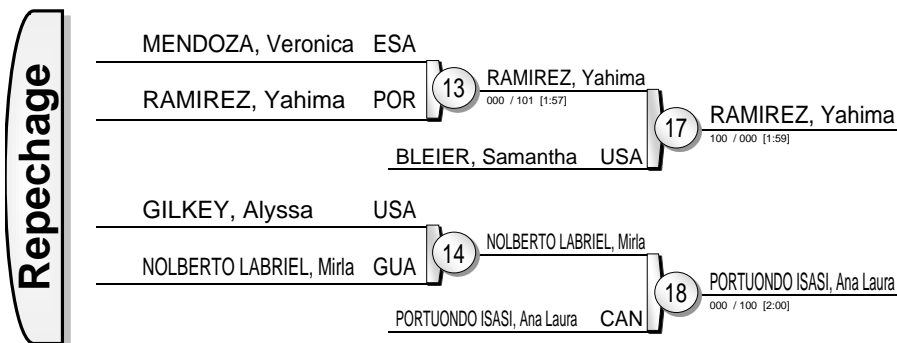 Repechage
MENDOZA, Veronica ESA
RAMIREZ, Yahima POR
13
RAMIREZ, Yahima
000 / 101 [1:57]
BLEIER, Samantha USA
17
RAMIREZ, Yahima
100 / 000 [1:59]
GILKEY, Alyssa USA
NOLBERTO LABRIEL, Mirla GUA
14
NOLBERTO LABRIEL, Mirla
PORTUONDO ISASI, Ana Laura CAN
18
PORTUONDO ISASI, Ana Laura
000 / 100 [2:00]